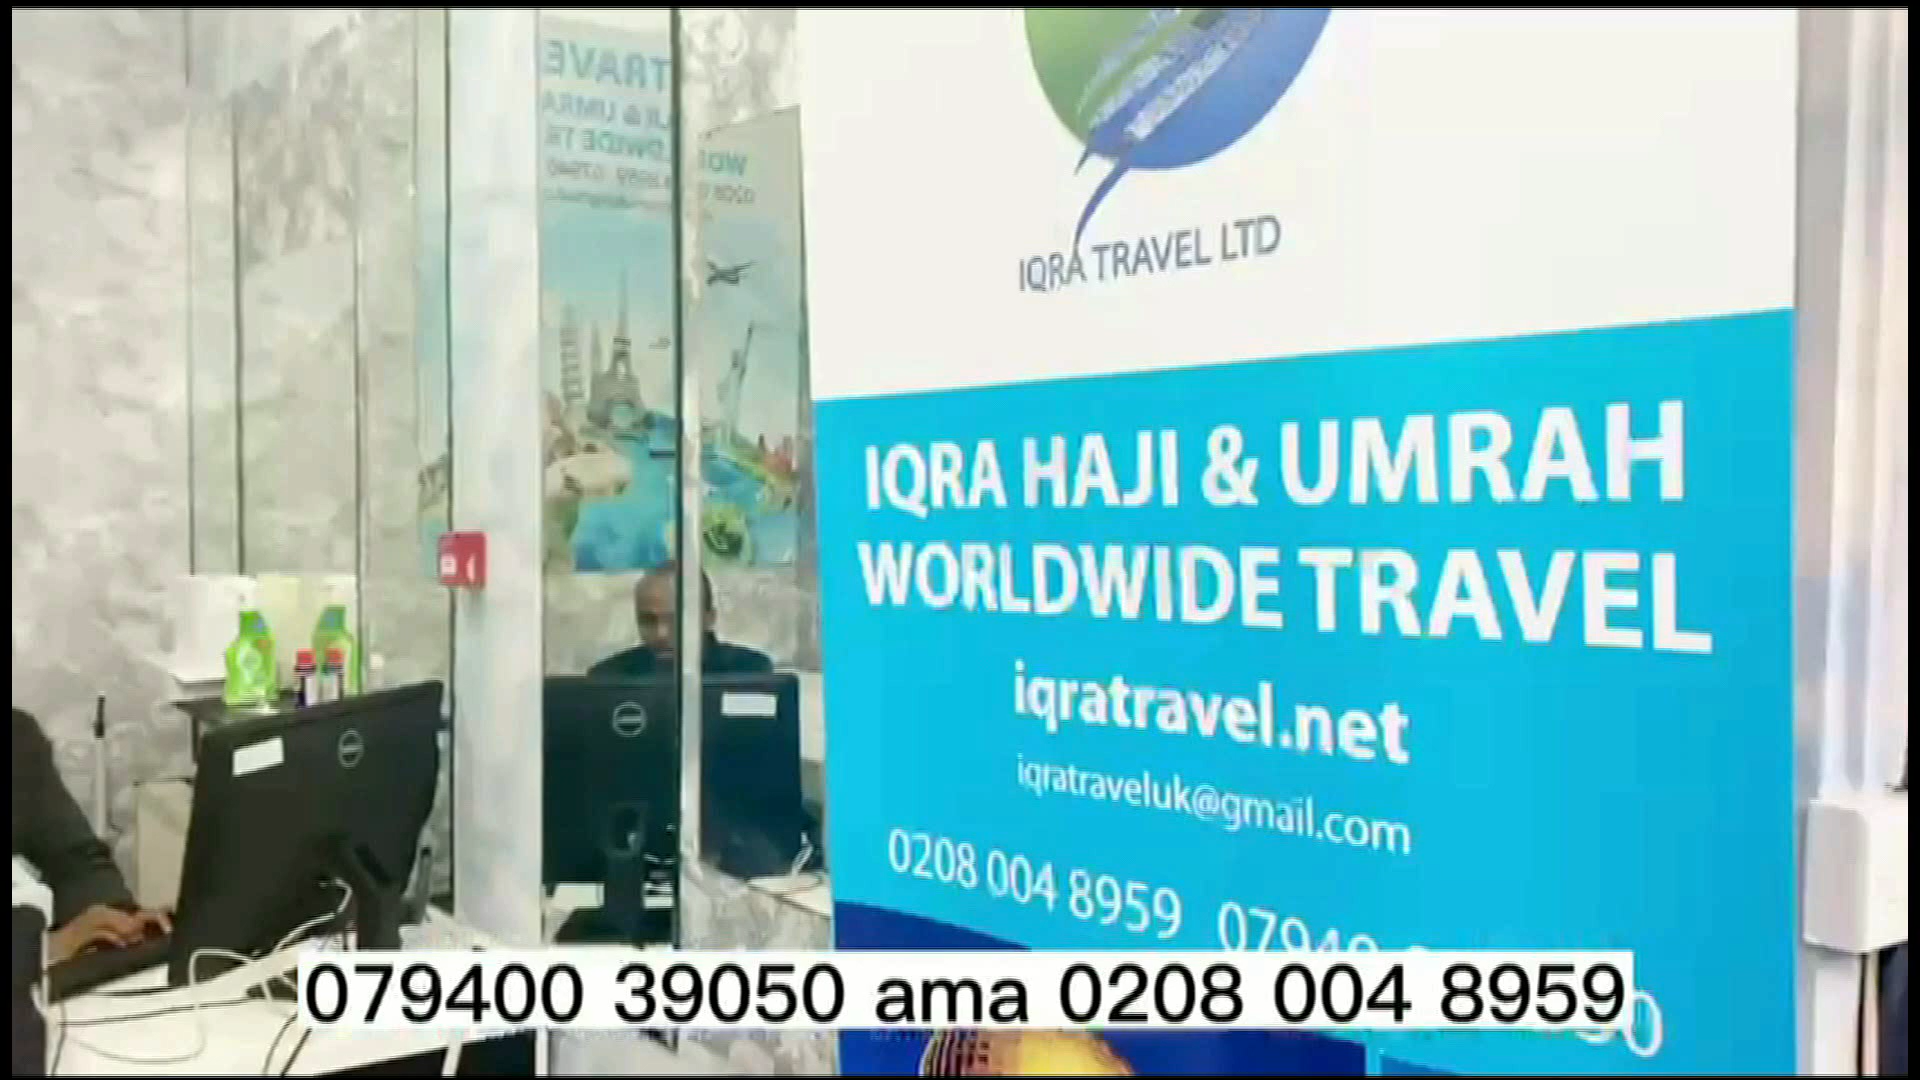 IQRA TRAVEL LTD
IQRA HAJI & UMRAH
WORLDWIDE TRAVEL
iqratravel.net
iqratraveluk@gmail.com
0208 004 8959 07940
079400 39050 ama 0208 004 8959